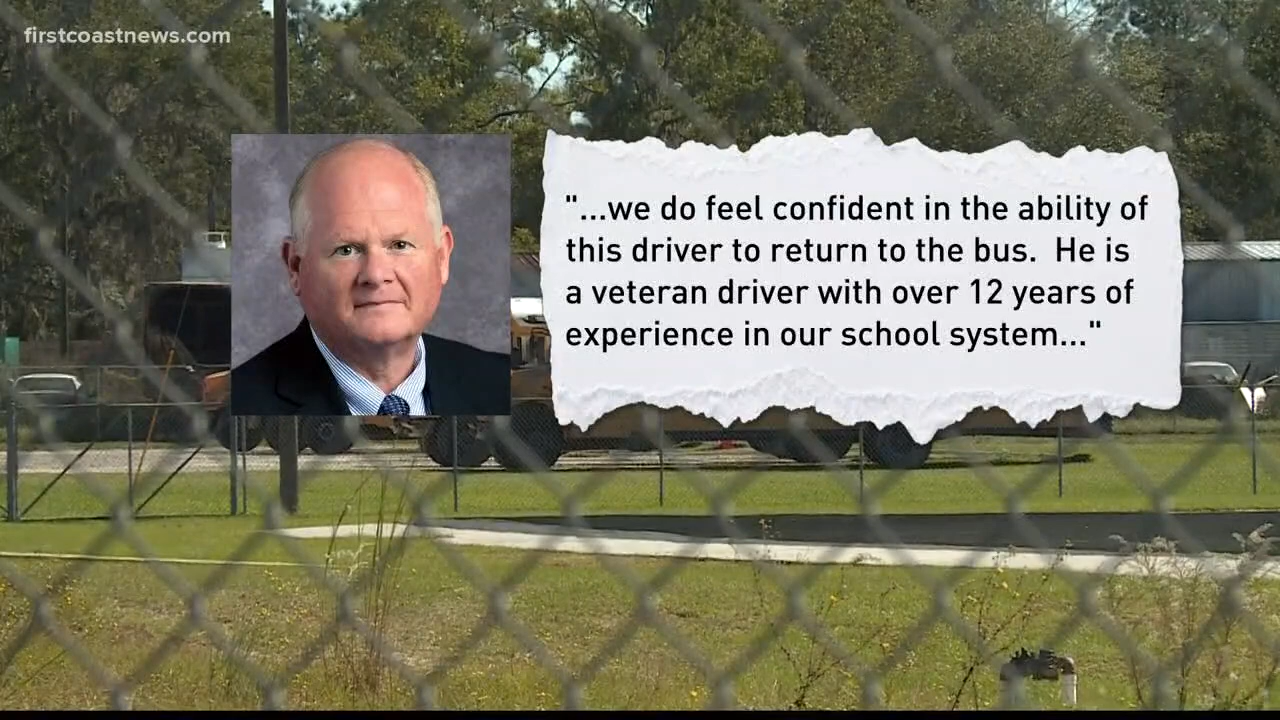 firstcoastnews.com
"...we do feel confident in the ability of
this driver to return to the bus.  He is
a veteran driver with over 12 years of
experience in our school system..."